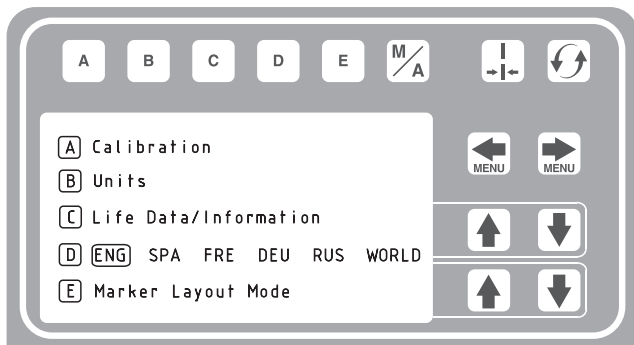 A B C D E M/A
MENU MENU
A Calibration
B Units
C Life Data/Information
D ENG SPA FRE DEU RUS WORLD
E Marker Layout Mode